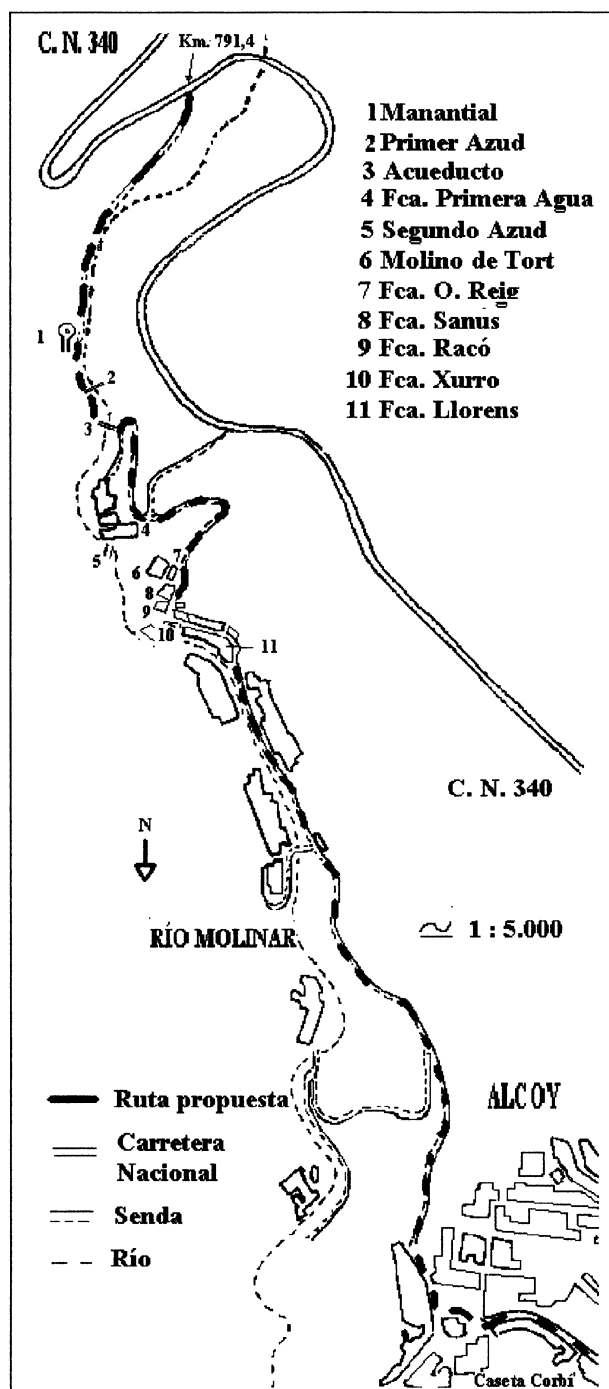 C. N. 340
Km. 791,4
1 Manantial
2 Primer Azud
3 Acueducto
4 Fca. Primera Agua
5 Segundo Azud
6 Molino de Tort
7 Fca. O. Reig
8 Fca. Sanus
9 Fca. Racó
10 Fca. Xurro
11 Fca. Llorens
1
2
3
4
5
6
7
8
9
10
11
C. N. 340
N
RÍO MOLINAR
1 : 5.000
Ruta propuesta
Carretera
Nacional
Senda
Río
ALCOY
Caseta Corbí